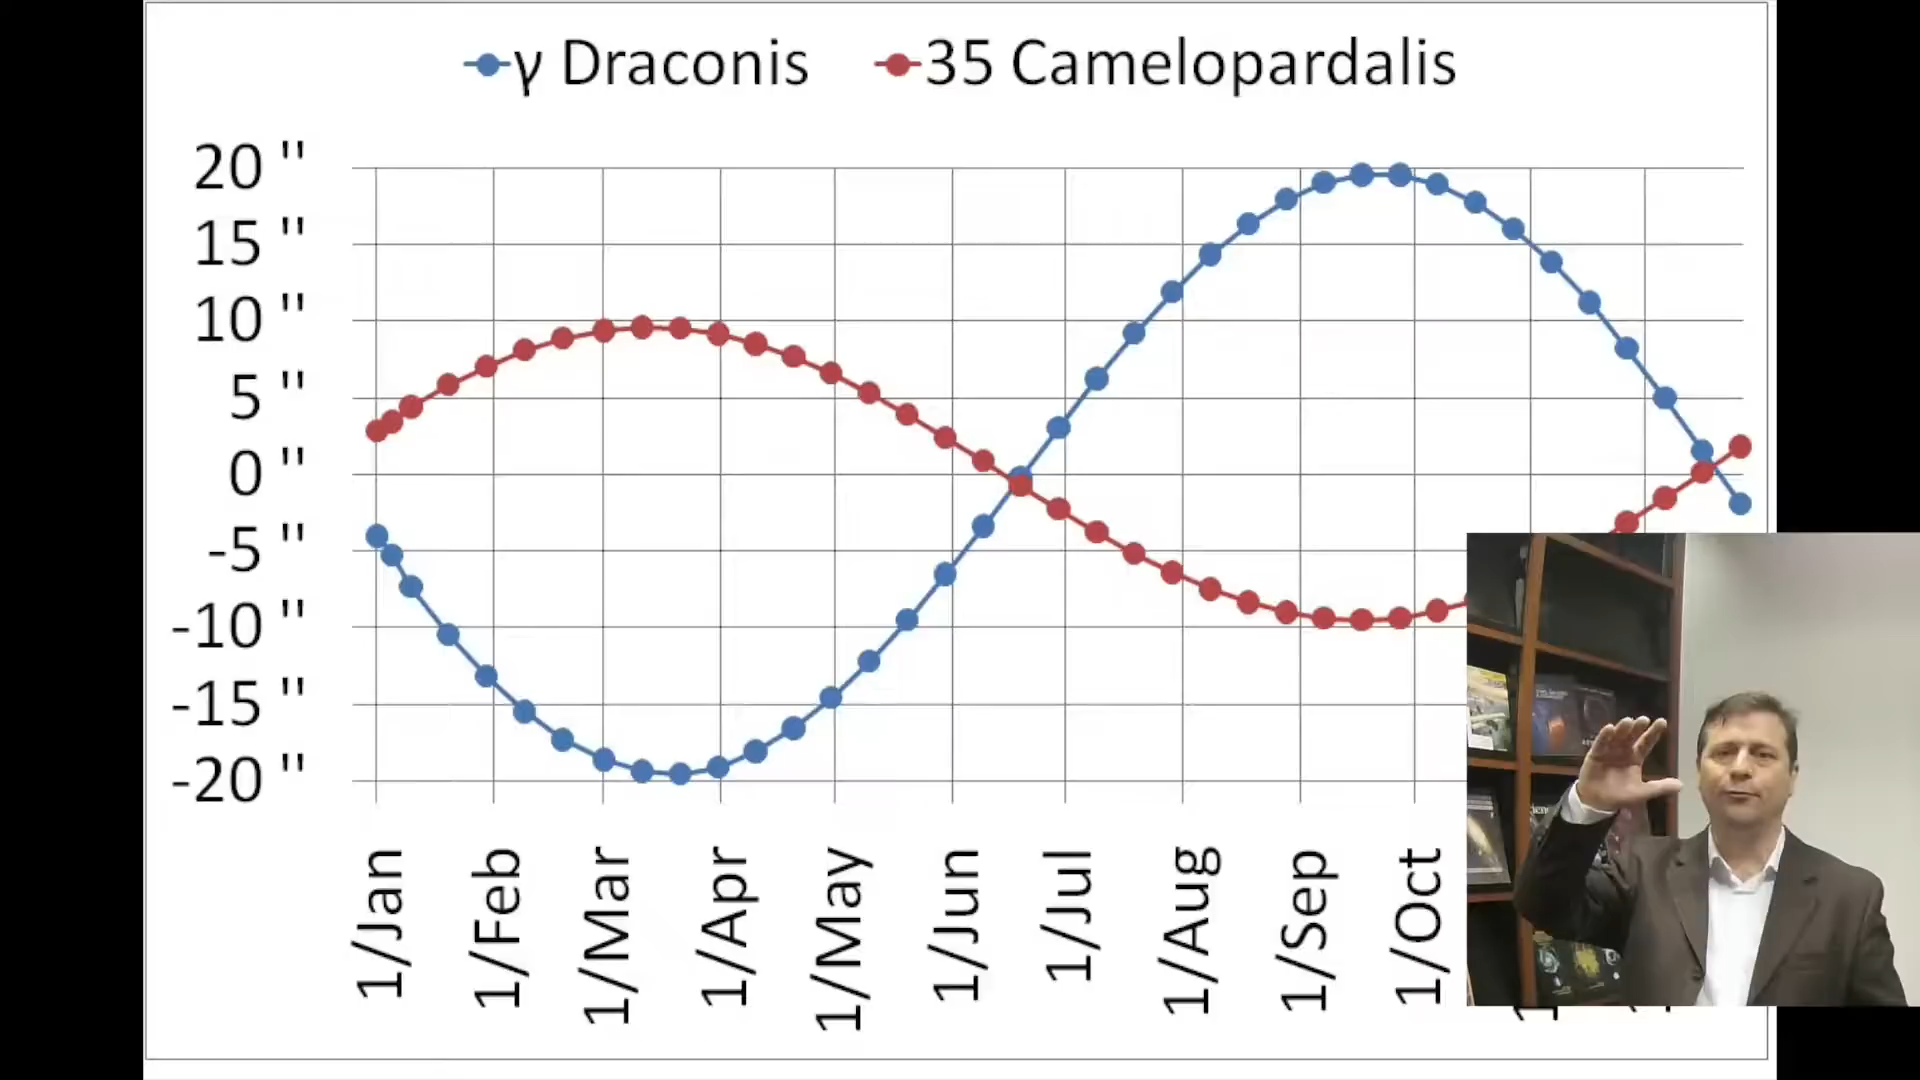 γ Draconis 35 Camelopardalis
20 "
15 "
10 "
5 "
0 "
-5 "
-10 "
-15 "
-20 "
1/Jan
1/Feb
1/Mar
1/Apr
1/May
1/Jun
1/Jul
1/Aug
1/Sep
1/Oct